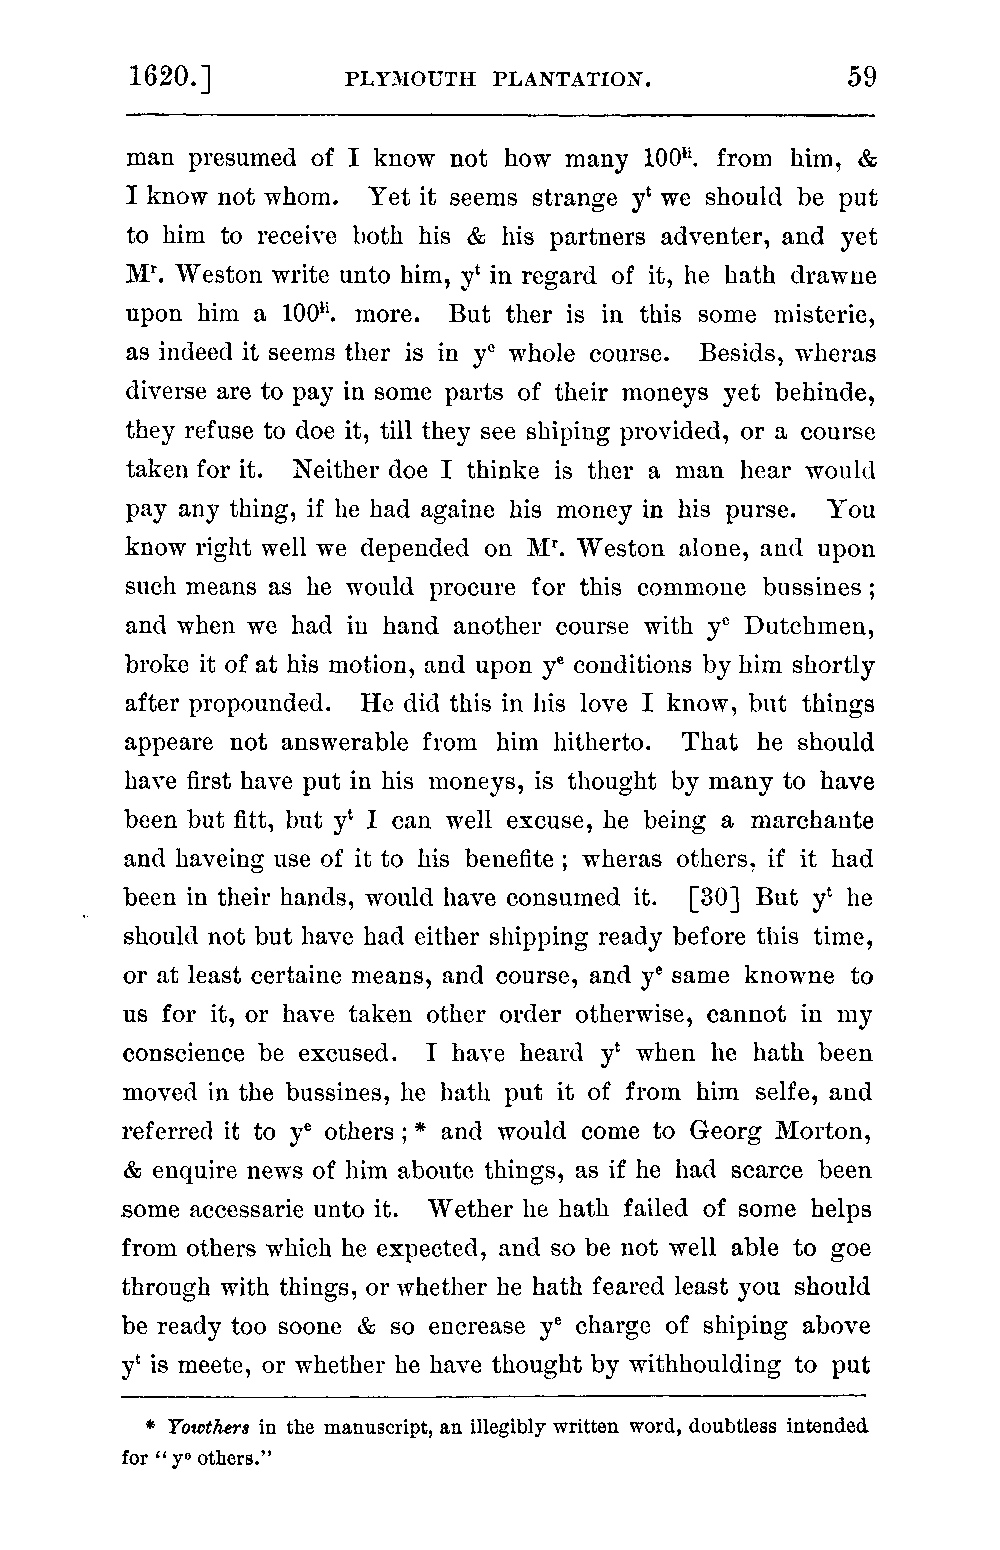 1620.] PLYMOUTH PLANTATION. 59
man presumed of I know not how many 100ˡⁱ. from him, &
I know not whom. Yet it seems strange yᵗ we should be put
to him to receive both his & his partners adventer, and yet
Mʳ. Weston write unto him, yᵗ in regard of it, he hath drawne
upon him a 100ˡⁱ. more. But ther is in this some misterie,
as indeed it seems ther is in yᵉ whole course. Besids, wheras
diverse are to pay in some parts of their moneys yet behinde,
they refuse to doe it, till they see shiping provided, or a course
taken for it. Neither doe I thinke is ther a man hear would
pay any thing, if he had againe his money in his purse. You
know right well we depended on Mʳ. Weston alone, and upon
such means as he would procure for this commone bussines;
and when we had in hand another course with yᵉ Dutchmen,
broke it of at his motion, and upon yᵉ conditions by him shortly
after propounded. He did this in his love I know, but things
appeare not answerable from him hitherto. That he should
have first have put in his moneys, is thought by many to have
been but fitt, but yᵗ I can well excuse, he being a marchante
and haveing use of it to his benefite; wheras others, if it had
been in their hands, would have consumed it. [30] But yᵗ he
should not but have had either shipping ready before this time,
or at least certaine means, and course, and yᵉ same knowne to
us for it, or have taken other order otherwise, cannot in my
conscience be excused. I have heard yᵗ when he hath been
moved in the bussines, he hath put it of from him selfe, and
referred it to yᵉ others; * and would come to Georg Morton,
& enquire news of him aboute things, as if he had scarce been
some accessarie unto it. Wether he hath failed of some helps
from others which he expected, and so be not well able to goe
through with things, or whether he hath feared least you should
be ready too soone & so encrease yᵉ charge of shiping above
yᵗ is meete, or whether he have thought by withhoulding to put
* Yowthers in the manuscript, an illegibly written word, doubtless intended
for "yᵉ others."